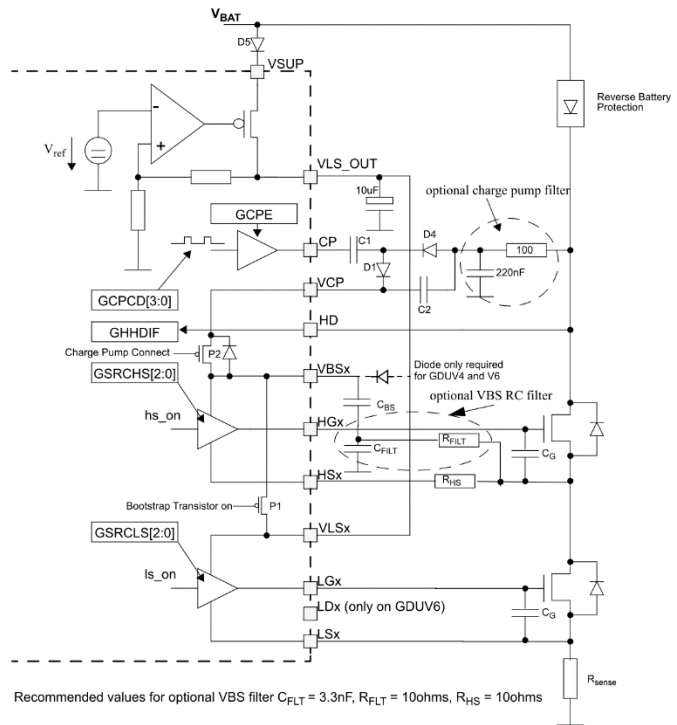 VBAT
D5
VSUP
Reverse Battery
Protection
-
+
Vref
VLS_OUT
10uF
optional charge pump filter
GCPE
CP
C1
D4
100
D1
220nF
GCPCD[3:0]
VCP
C2
GHHDIF
HD
Charge Pump Connect
P2
VBSx
Diode only required
for GDUV4 and V6
GSRCHS[2:0]
CBS
optional VBS RC filter
hs_on
HGx
RFILT
CFILT
CG
HSx
RHS
Bootstrap Transistor on
P1
VLSx
GSRCLS[2:0]
ls_on
LGx
LDx (only on GDUV6)
CG
LSx
Rsense
Recommended values for optional VBS filter CFLT = 3.3nF, RFLT = 10ohms, RHS = 10ohms